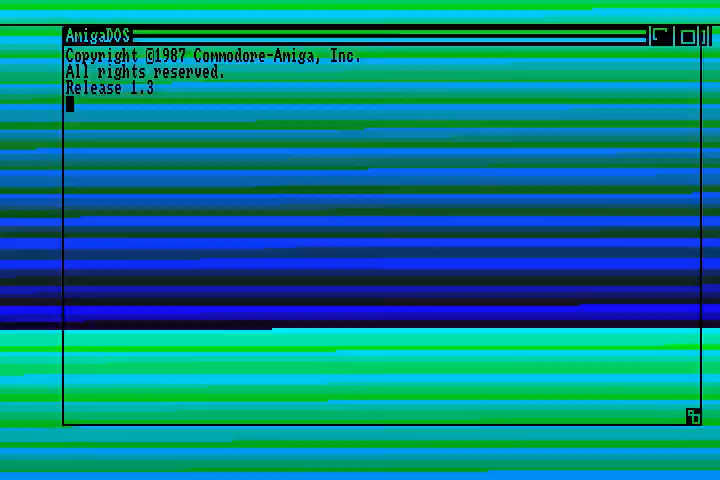 AmigaDOS
Copyright ©1987 Commodore-Amiga, Inc.
All rights reserved.
Release 1.3